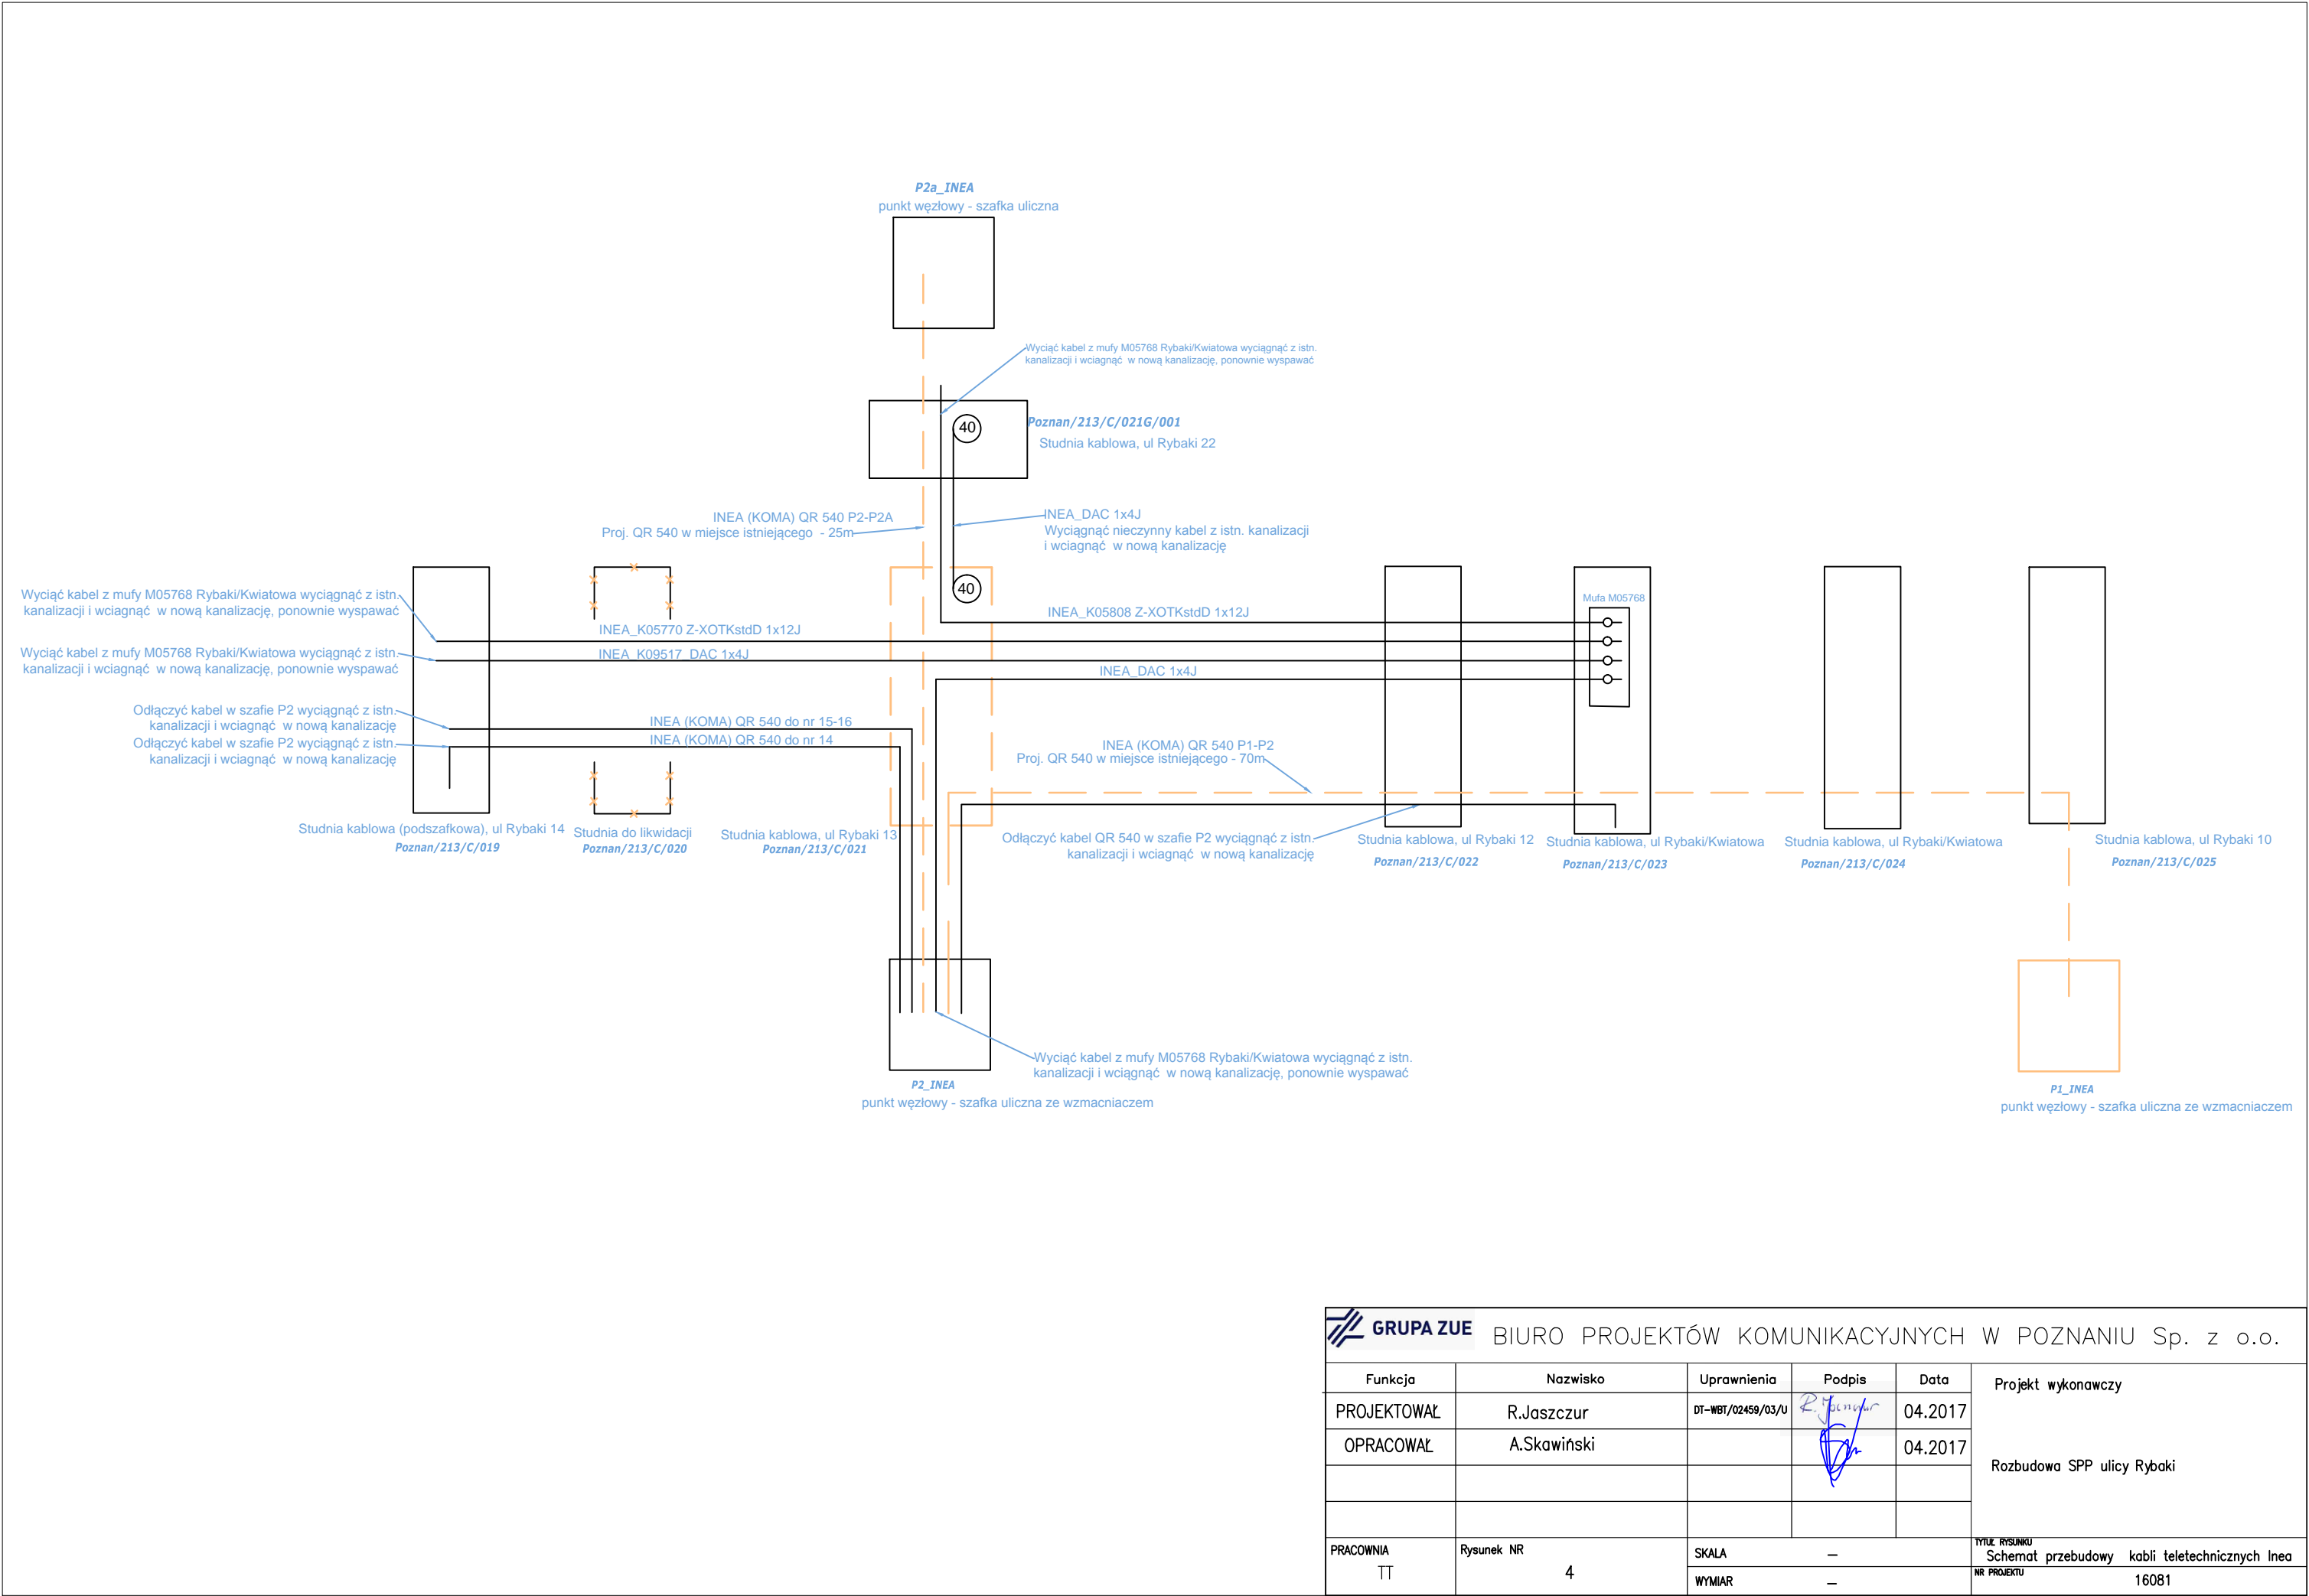 P2a_INEA
punkt węzłowy - szafka uliczna
Wyciąć kabel z mufy M05768 Rybaki/Kwiatowa wyciągnąć z istn.
kanalizacji i wciagnąć w nową kanalizację, ponownie wyspawać
40
Poznan/213/C/021G/001
Studnia kablowa, ul Rybaki 22
INEA (KOMA) QR 540 P2-P2A
Proj. QR 540 w miejsce istniejącego - 25m
INEA_DAC 1x4J
Wyciągnąć nieczynny kabel z istn. kanalizacji
i wciagnąć w nową kanalizację
40
Wyciąć kabel z mufy M05768 Rybaki/Kwiatowa wyciągnąć z istn.
kanalizacji i wciagnąć w nową kanalizację, ponownie wyspawać
Mufa M05768
INEA_K05808 Z-XOTKstdD 1x12J
INEA_K05770 Z-XOTKstdD 1x12J
Wyciąć kabel z mufy M05768 Rybaki/Kwiatowa wyciągnąć z istn.
kanalizacji i wciagnąć w nową kanalizację, ponownie wyspawać
INEA_K09517_DAC 1x4J
INEA_DAC 1x4J
Odłączyć kabel w szafie P2 wyciągnąć z istn.
kanalizacji i wciagnąć w nową kanalizację
INEA (KOMA) QR 540 do nr 15-16
Odłączyć kabel w szafie P2 wyciągnąć z istn.
kanalizacji i wciagnąć w nową kanalizację
INEA (KOMA) QR 540 do nr 14
INEA (KOMA) QR 540 P1-P2
Proj. QR 540 w miejsce istniejącego - 70m
Studnia kablowa (podszafkowa), ul Rybaki 14
Poznan/213/C/019
Studnia do likwidacji
Poznan/213/C/020
Studnia kablowa, ul Rybaki 13
Poznan/213/C/021
Odłączyć kabel QR 540 w szafie P2 wyciągnąć z istn.
kanalizacji i wciagnąć w nową kanalizację
Studnia kablowa, ul Rybaki 12
Poznan/213/C/022
Studnia kablowa, ul Rybaki/Kwiatowa
Poznan/213/C/023
Studnia kablowa, ul Rybaki/Kwiatowa
Poznan/213/C/024
Studnia kablowa, ul Rybaki 10
Poznan/213/C/025
Wyciąć kabel z mufy M05768 Rybaki/Kwiatowa wyciągnąć z istn.
kanalizacji i wciągnąć w nową kanalizację, ponownie wyspawać
P2_INEA
punkt węzłowy - szafka uliczna ze wzmacniaczem
P1_INEA
punkt węzłowy - szafka uliczna ze wzmacniaczem
GRUPA ZUE BIURO PROJEKTÓW KOMUNIKACYJNYCH W POZNANIU Sp. z o.o.
Funkcja Nazwisko Uprawnienia Podpis Data
Projekt wykonawczy
PROJEKTOWAŁ R.Jaszczur DT-WBT/02459/03/U 04.2017
OPRACOWAŁ A.Skawiński 04.2017
Rozbudowa SPP ulicy Rybaki
PRACOWNIA
TT
Rysunek NR
4
SKALA –
WYMIAR –
TYTUŁ RYSUNKU
Schemat przebudowy kabli teletechnicznych Inea
NR PROJEKTU
16081